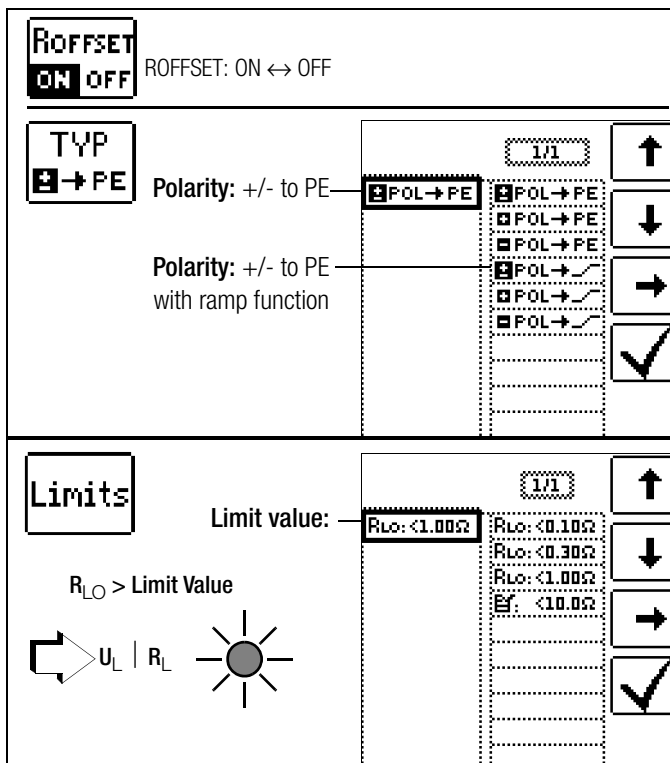 ROFFSET
ON OFF
ROFFSET: ON ↔ OFF
TYP
±→PE
Polarity: +/- to PE
Polarity: +/- to PE
with ramp function
1/1
±POL→PE
±POL→PE
+POL→PE
-POL→PE
±POL→
+POL→
-POL→
Limits
Limit value:
RLO > Limit Value
UL | RL
1/1
RLO: <1.00Ω
RLO: <0.10Ω
RLO: <0.30Ω
RLO: <1.00Ω
: <10.0Ω